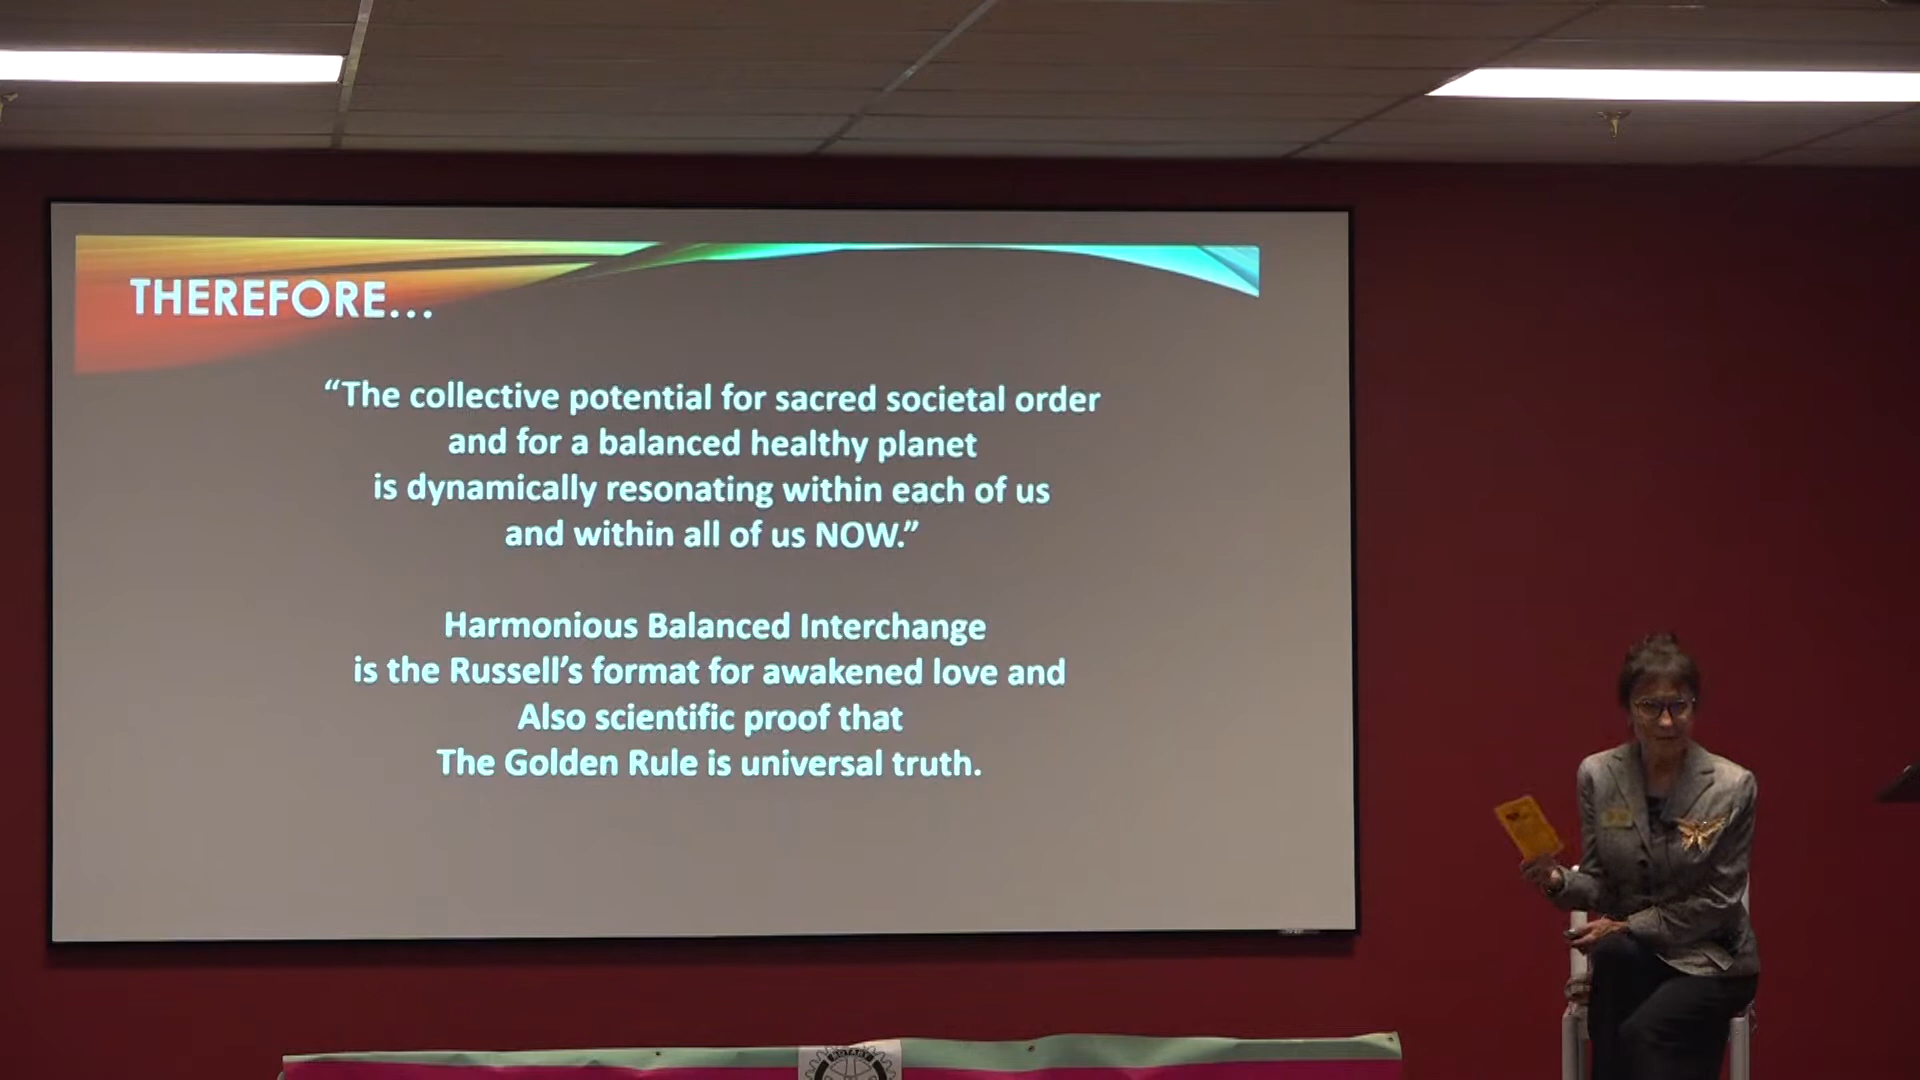 THEREFORE...
“The collective potential for sacred societal order
and for a balanced healthy planet
is dynamically resonating within each of us
and within all of us NOW.”
Harmonious Balanced Interchange
is the Russell’s format for awakened love and
Also scientific proof that
The Golden Rule is universal truth.
ROTARY